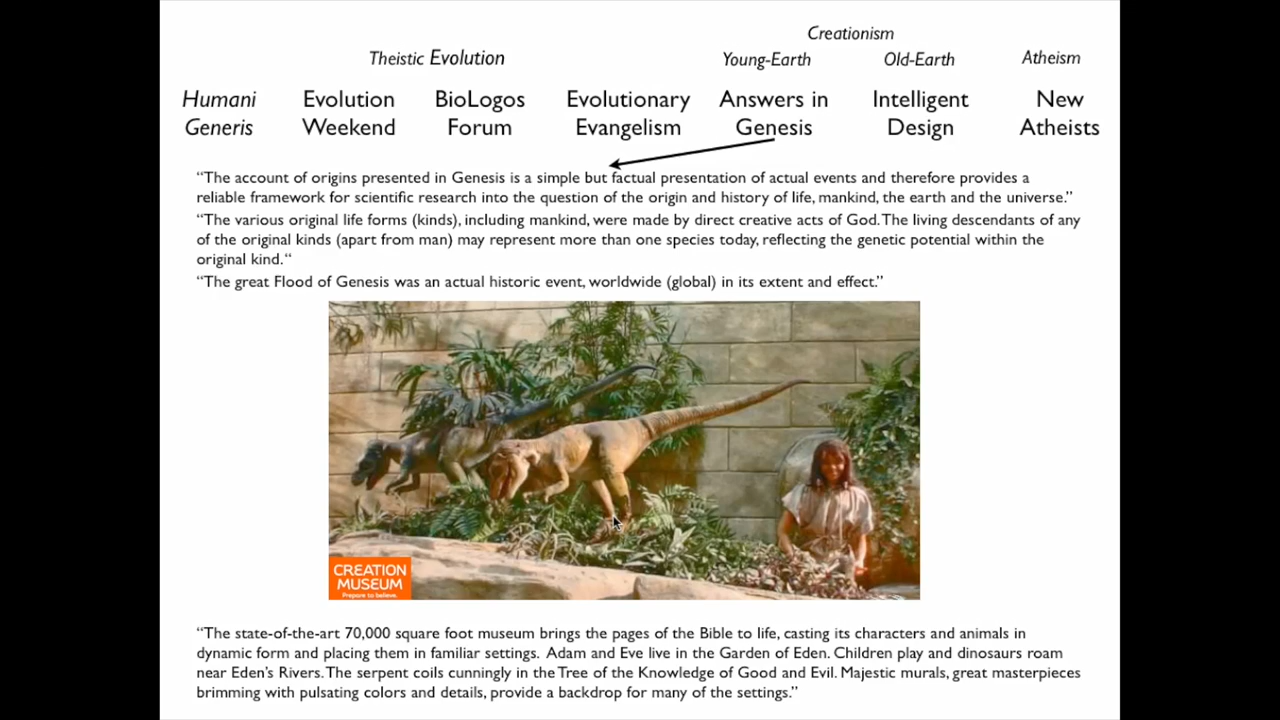 Creationism
Theistic Evolution
Young-Earth
Old-Earth
Atheism
Humani
Generis
Evolution
Weekend
BioLogos
Forum
Evolutionary
Evangelism
Answers in
Genesis
Intelligent
Design
New
Atheists
“The account of origins presented in Genesis is a simple but factual presentation of actual events and therefore provides a
reliable framework for scientific research into the question of the origin and history of life, mankind, the earth and the universe.”
“The various original life forms (kinds), including mankind, were made by direct creative acts of God. The living descendants of any
of the original kinds (apart from man) may represent more than one species today, reflecting the genetic potential within the
original kind.“
“The great Flood of Genesis was an actual historic event, worldwide (global) in its extent and effect.”
CREATION
MUSEUM
Prepare to believe.
“The state-of-the-art 70,000 square foot museum brings the pages of the Bible to life, casting its characters and animals in
dynamic form and placing them in familiar settings.  Adam and Eve live in the Garden of Eden. Children play and dinosaurs roam
near Eden’s Rivers. The serpent coils cunningly in the Tree of the Knowledge of Good and Evil. Majestic murals, great masterpieces
brimming with pulsating colors and details, provide a backdrop for many of the settings.”